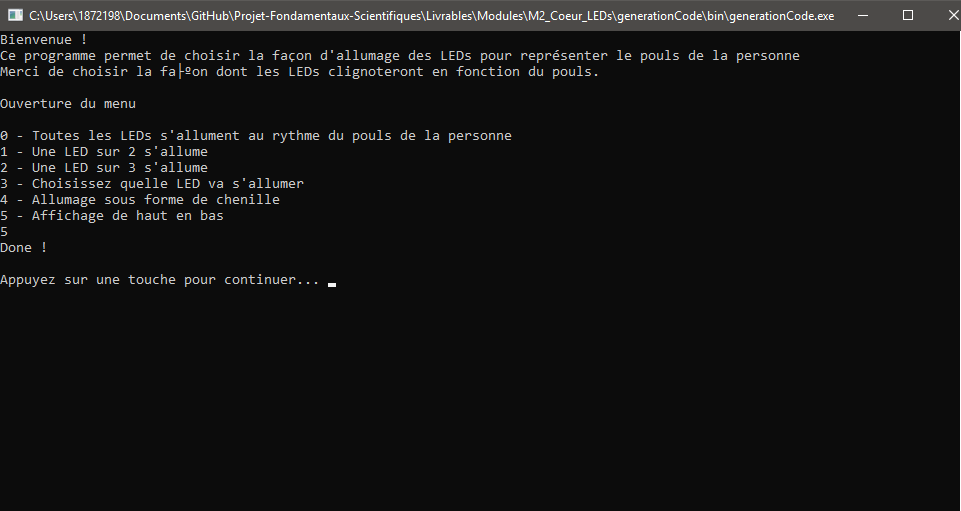 C:\Users\1872198\Documents\GitHub\Projet-Fondamentaux-Scientifiques\Livrables\Modules\M2_Coeur_LEDs\generationCode\bin\generationCode.exe
Bienvenue !
Ce programme permet de choisir la façon d'allumage des LEDs pour représenter le pouls de la personne
Merci de choisir la fa├ºon dont les LEDs clignoteront en fonction du pouls.
Ouverture du menu
0 - Toutes les LEDs s'allument au rythme du pouls de la personne
1 - Une LED sur 2 s'allume
2 - Une LED sur 3 s'allume
3 - Choisissez quelle LED va s'allumer
4 - Allumage sous forme de chenille
5 - Affichage de haut en bas
5
Done !
Appuyez sur une touche pour continuer...